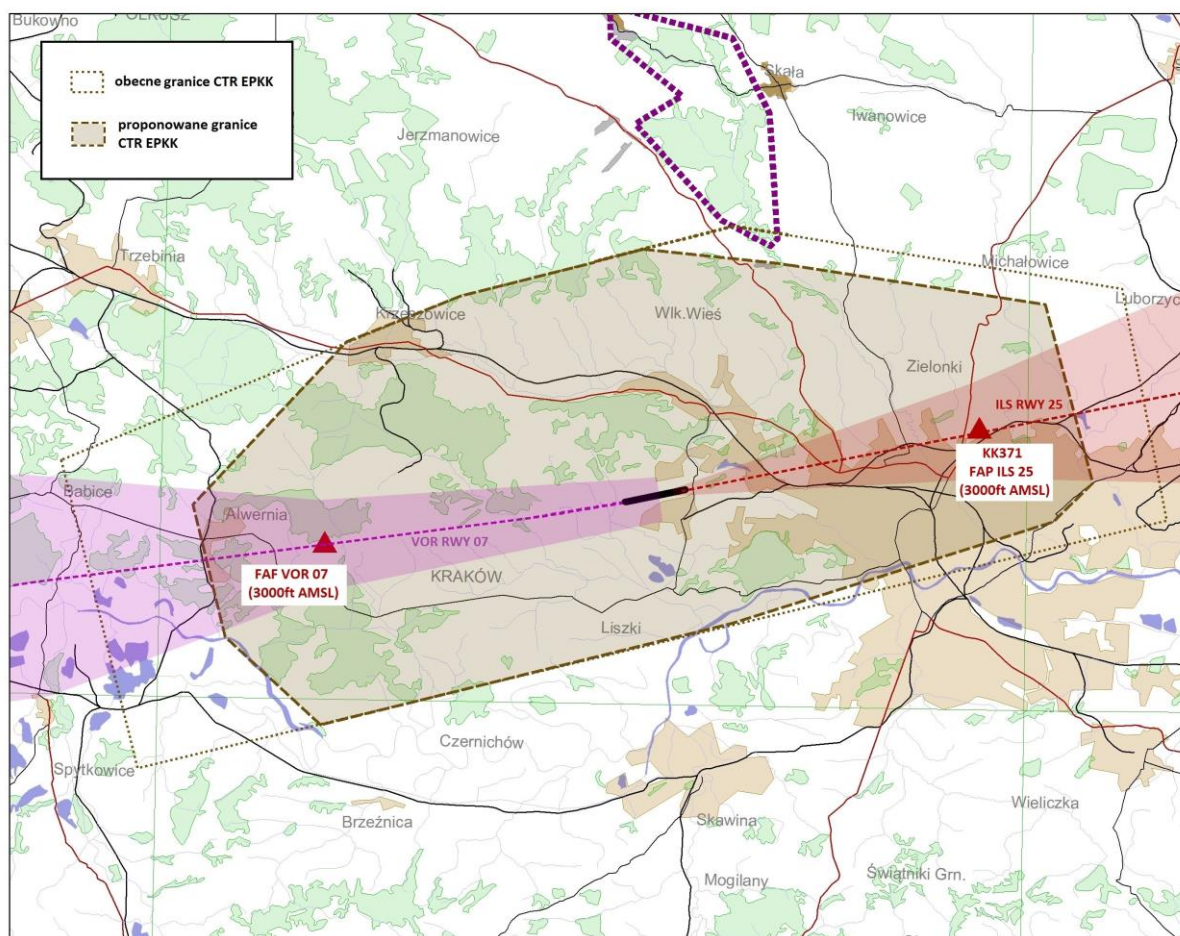 Bukowno
OLKUSZ
obecne granice CTR EPKK
proponowane granice
CTR EPKK
Skała
Iwanowice
Jerzmanowice
Trzebinia
Michałowice
Luborzyc
Krzeszowice
Wlk.Wieś
Zielonki
ILS RWY 25
KK371
FAP ILS 25
(3000ft AMSL)
Babice
Alwernia
VOR RWY 07
FAF VOR 07
(3000ft AMSL)
KRAKÓW
Liszki
Czernichów
Spytkowice
Brzeźnica
Skawina
Wieliczka
Mogilany
Świątniki Grn.